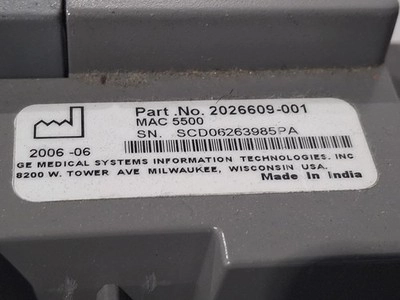 Part .No. 2026609-001
MAC 5500
SN. SCD06263985PA
2006 -06
GE MEDICAL SYSTEMS INFORMATION TECHNOLOGIES. INC
8200 W. TOWER AVE MILWAUKEE, WISCONSIN USA.
Made In India